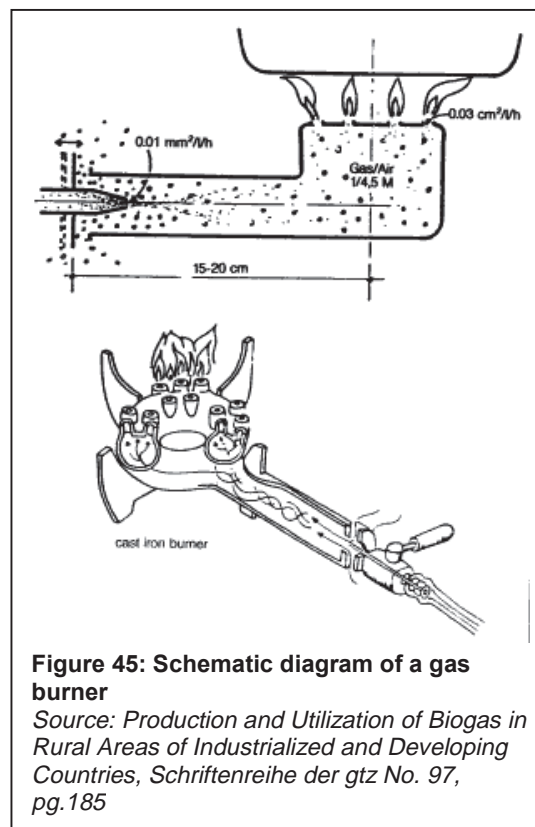 0.01 mm²/l/h
0.03 cm²/l/h
Gas/Air
1/4,5 M
15-20 cm
cast iron burner
Figure 45: Schematic diagram of a gas
burner
Source: Production and Utilization of Biogas in
Rural Areas of Industrialized and Developing
Countries, Schriftenreihe der gtz No. 97,
pg.185